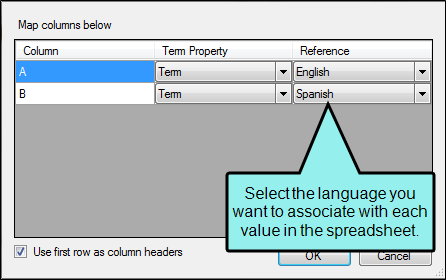 Map columns below
Column Term Property Reference
A Term English
B Term Spanish
Select the language you
want to associate with each
value in the spreadsheet.
Use first row as column headers
OK Cancel